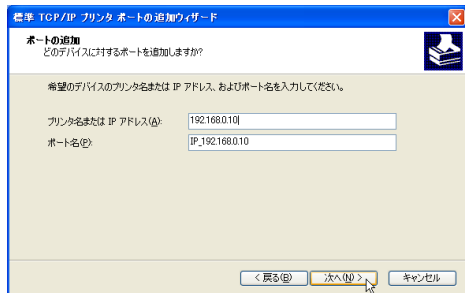 標準 TCP/IP プリンタ ポートの追加ウィザード
ポートの追加
どのデバイスに対するポートを追加しますか?
希望のデバイスのプリンタ名または IP アドレス、およびポート名を入力してください。
プリンタ名または IP アドレス(A): 192.168.0.10
ポート名(P): IP_192.168.0.10
< 戻る(B) 次へ(N) > キャンセル